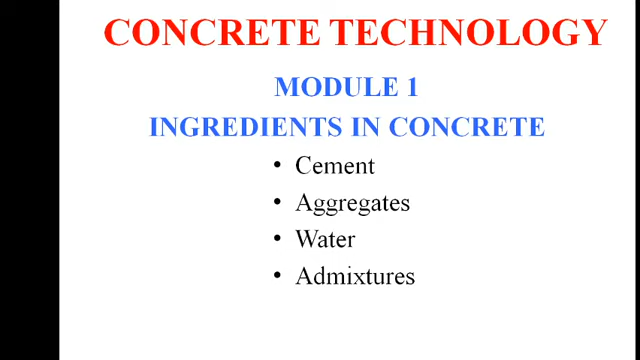 CONCRETE TECHNOLOGY
MODULE 1
INGREDIENTS IN CONCRETE
• Cement
• Aggregates
• Water
• Admixtures